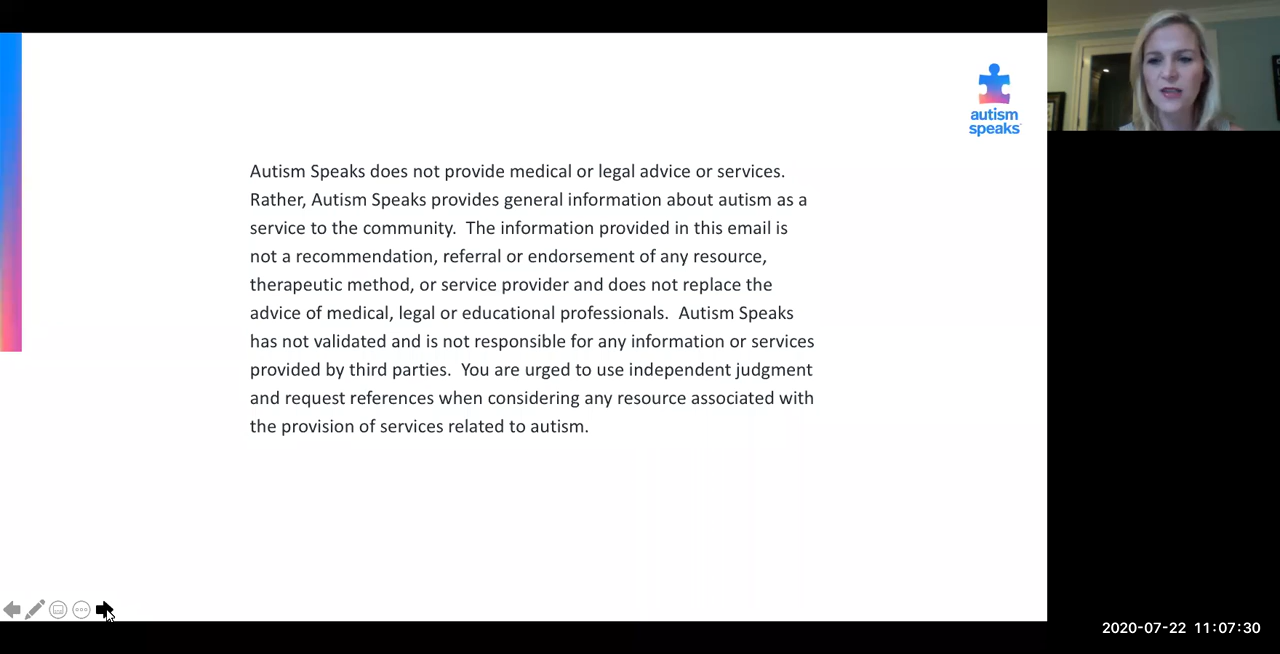 autism
speaks
Autism Speaks does not provide medical or legal advice or services.
Rather, Autism Speaks provides general information about autism as a
service to the community.  The information provided in this email is
not a recommendation, referral or endorsement of any resource,
therapeutic method, or service provider and does not replace the
advice of medical, legal or educational professionals.  Autism Speaks
has not validated and is not responsible for any information or services
provided by third parties.  You are urged to use independent judgment
and request references when considering any resource associated with
the provision of services related to autism.
2020-07-22 11:07:30